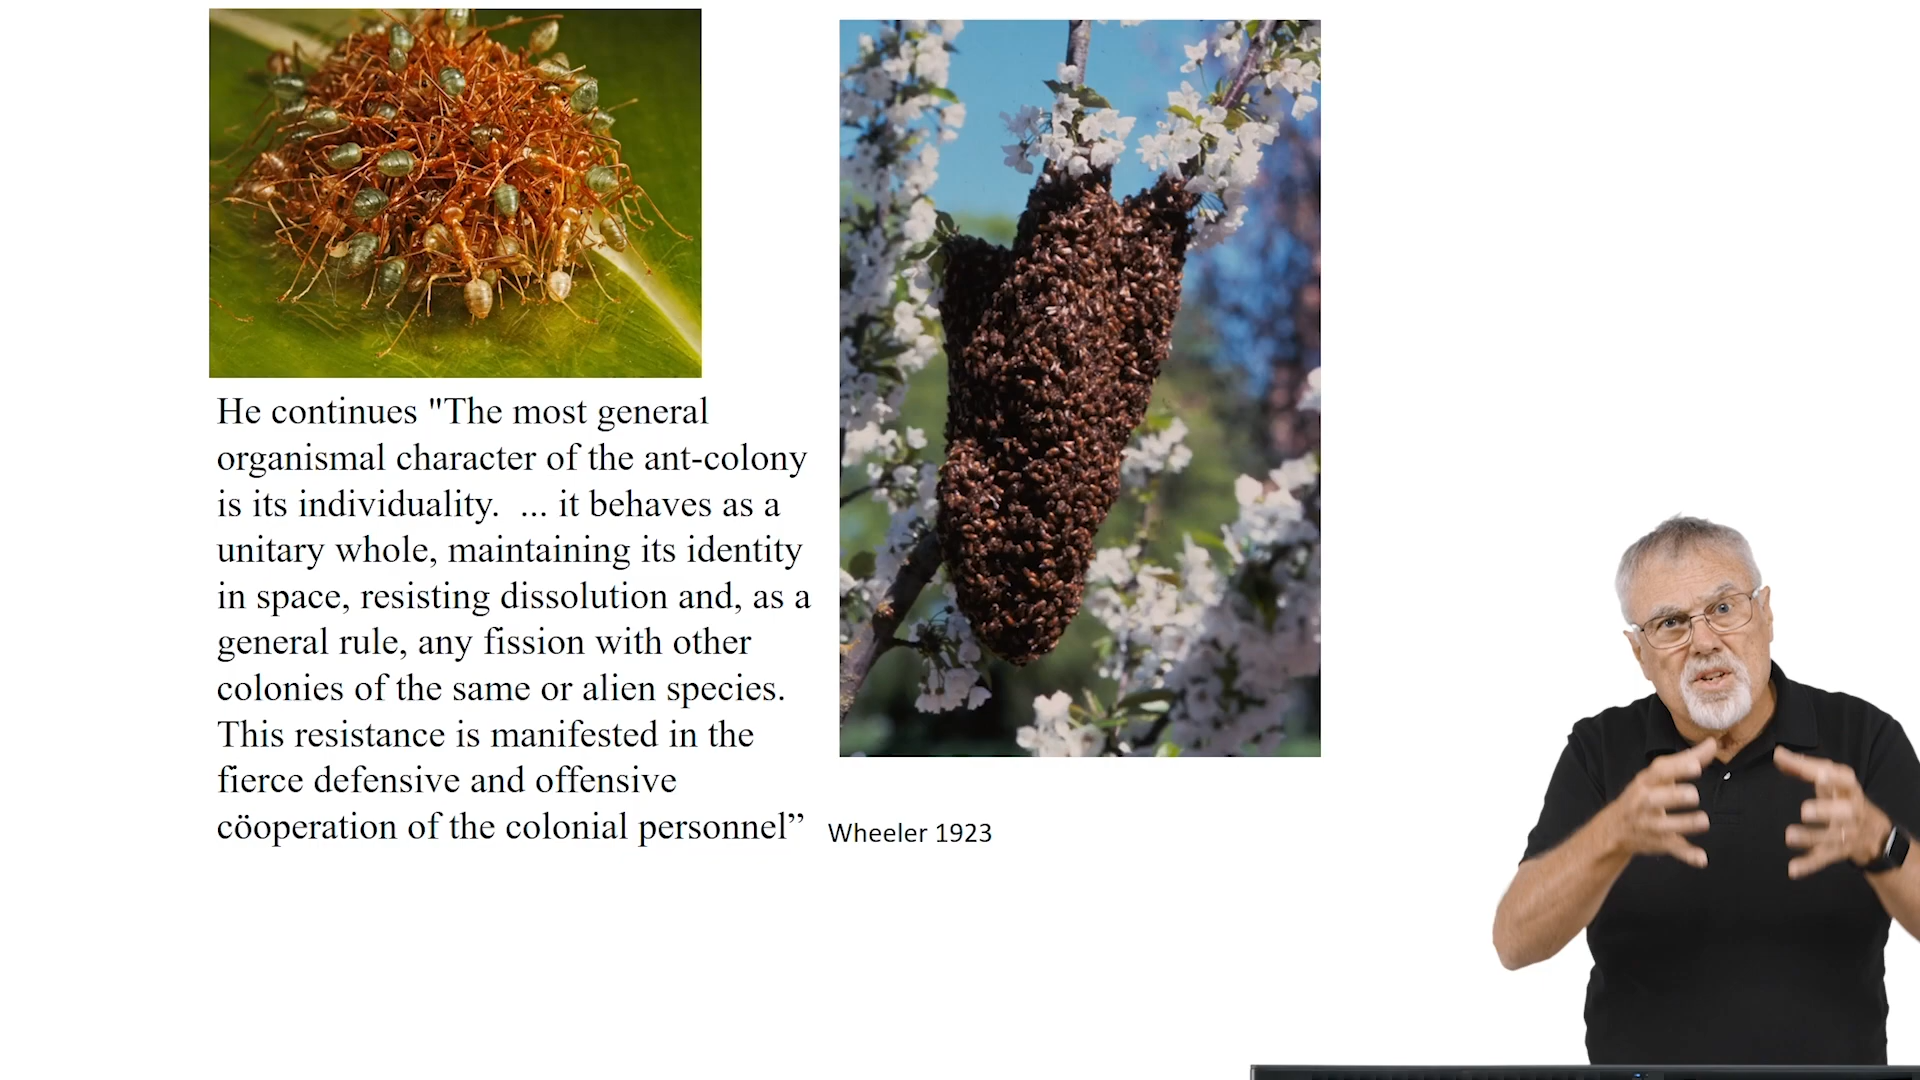 He continues "The most general
organismal character of the ant-colony
is its individuality.  ... it behaves as a
unitary whole, maintaining its identity
in space, resisting dissolution and, as a
general rule, any fission with other
colonies of the same or alien species.
This resistance is manifested in the
fierce defensive and offensive
cöoperation of the colonial personnel”
Wheeler 1923